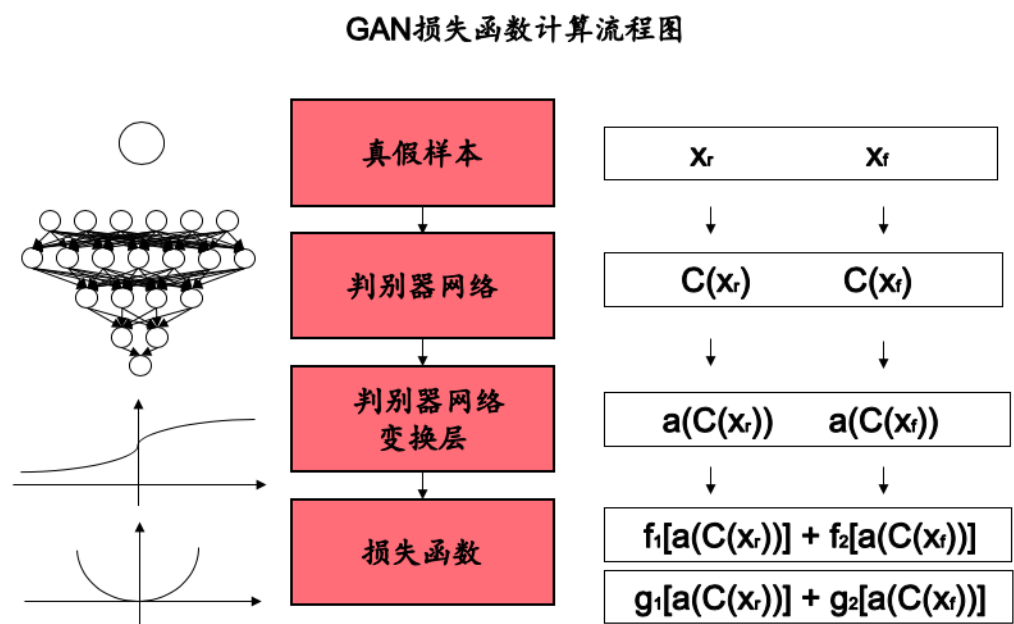 GAN损失函数计算流程图
真假样本
xr xf
判别器网络
C(xr) C(xf)
判别器网络
变换层
a(C(xr)) a(C(xf))
损失函数
f1[a(C(xr))] + f2[a(C(xf))]
g1[a(C(xr))] + g2[a(C(xf))]